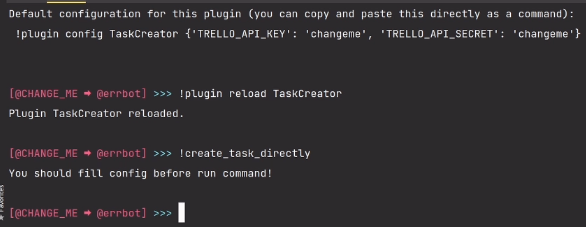 Default configuration for this plugin (you can copy and paste this directly as a command):
!plugin config TaskCreator {'TRELLO_API_KEY': 'changeme', 'TRELLO_API_SECRET': 'changeme'}
[@CHANGE_ME ➡ @errbot] >>> !plugin reload TaskCreator
Plugin TaskCreator reloaded.
[@CHANGE_ME ➡ @errbot] >>> !create_task_directly
You should fill config before run command!
[@CHANGE_ME ➡ @errbot] >>>
Favorites